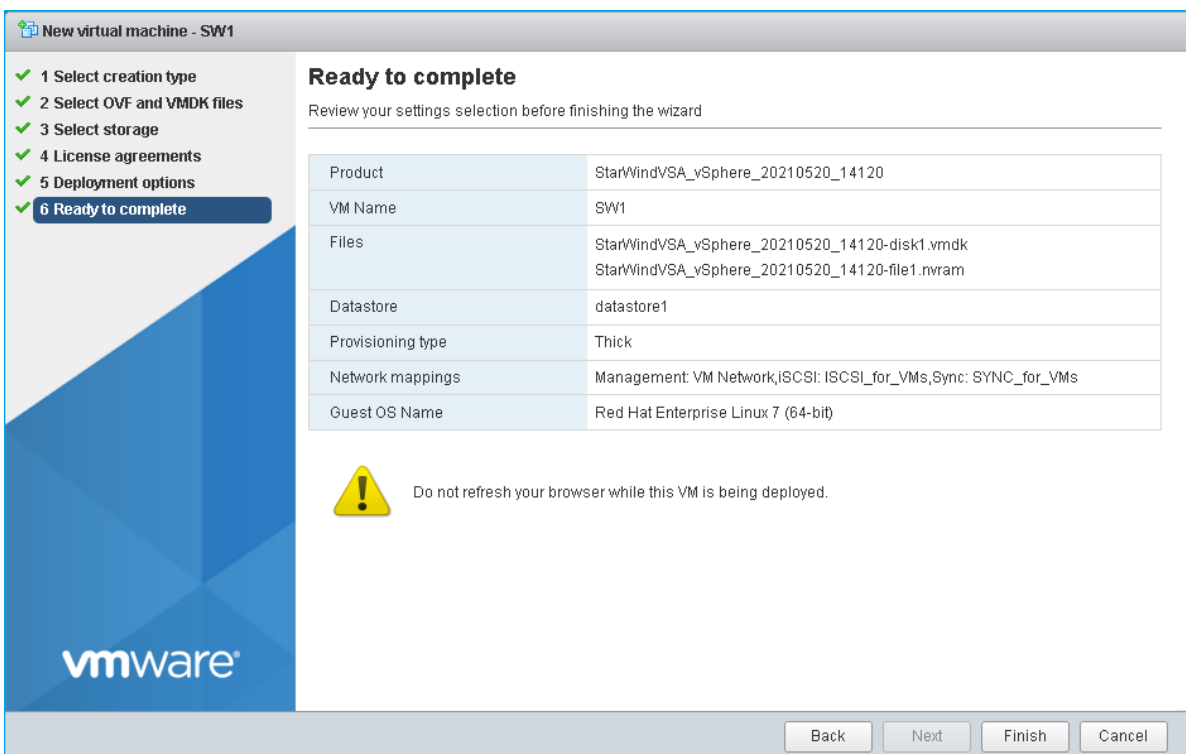 New virtual machine - SW1
1 Select creation type
2 Select OVF and VMDK files
3 Select storage
4 License agreements
5 Deployment options
6 Ready to complete
vmware®
Ready to complete
Review your settings selection before finishing the wizard
Product StarWindVSA_vSphere_20210520_14120
VM Name SW1
Files StarWindVSA_vSphere_20210520_14120-disk1.vmdk
StarWindVSA_vSphere_20210520_14120-file1.nvram
Datastore datastore1
Provisioning type Thick
Network mappings Management: VM Network,iSCSI: ISCSI_for_VMs,Sync: SYNC_for_VMs
Guest OS Name Red Hat Enterprise Linux 7 (64-bit)
Do not refresh your browser while this VM is being deployed.
Back Next Finish Cancel